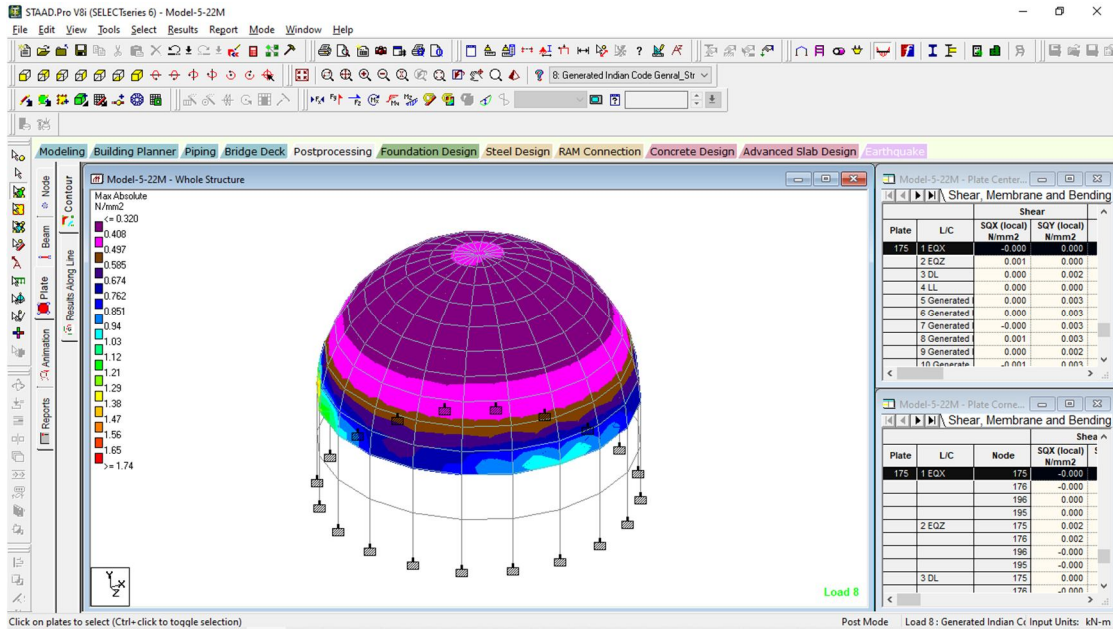 STAAD.Pro V8i (SELECTseries 6) - Model-5-22M
File Edit View Tools Select Results Report Mode Window Help
8: Generated Indian Code Genral_Str
Modeling Building Planner Piping Bridge Deck Postprocessing Foundation Design Steel Design RAM Connection Concrete Design Advanced Slab Design Earthquake
Node
Beam
Plate
Animation
Reports
Contour
Results Along Line
Model-5-22M - Whole Structure
Max Absolute
N/mm2
<= 0.320
0.408
0.497
0.585
0.674
0.762
0.851
0.94
1.03
1.12
1.21
1.29
1.38
1.47
1.56
1.65
>= 1.74
Y
X
Z
Load 8
Model-5-22M - Plate Center...
Shear, Membrane and Bending
Shear
Plate L/C SQX (local) N/mm2 SQY (local) N/mm2
175 1 EQX -0.000 0.000
2 EQZ 0.001 0.000
3 DL 0.000 0.002
4 LL 0.000 0.000
5 Generated 0.000 0.003
6 Generated 0.000 0.003
7 Generated -0.000 0.003
8 Generated 0.001 0.003
9 Generated 0.000 0.002
10 Generate -0.001 0.003
Model-5-22M - Plate Corne...
Shear, Membrane and Bending
Shea
Plate L/C Node SQX (local) N/mm2
175 1 EQX 175 -0.000
176 -0.000
196 0.000
195 0.000
2 EQZ 175 0.002
176 0.002
196 -0.000
195 -0.000
3 DL 175 0.000
176 -0.000
Click on plates to select (Ctrl+click to toggle selection)
Post Mode
Load 8 : Generated Indian Cc
Input Units: kN-m